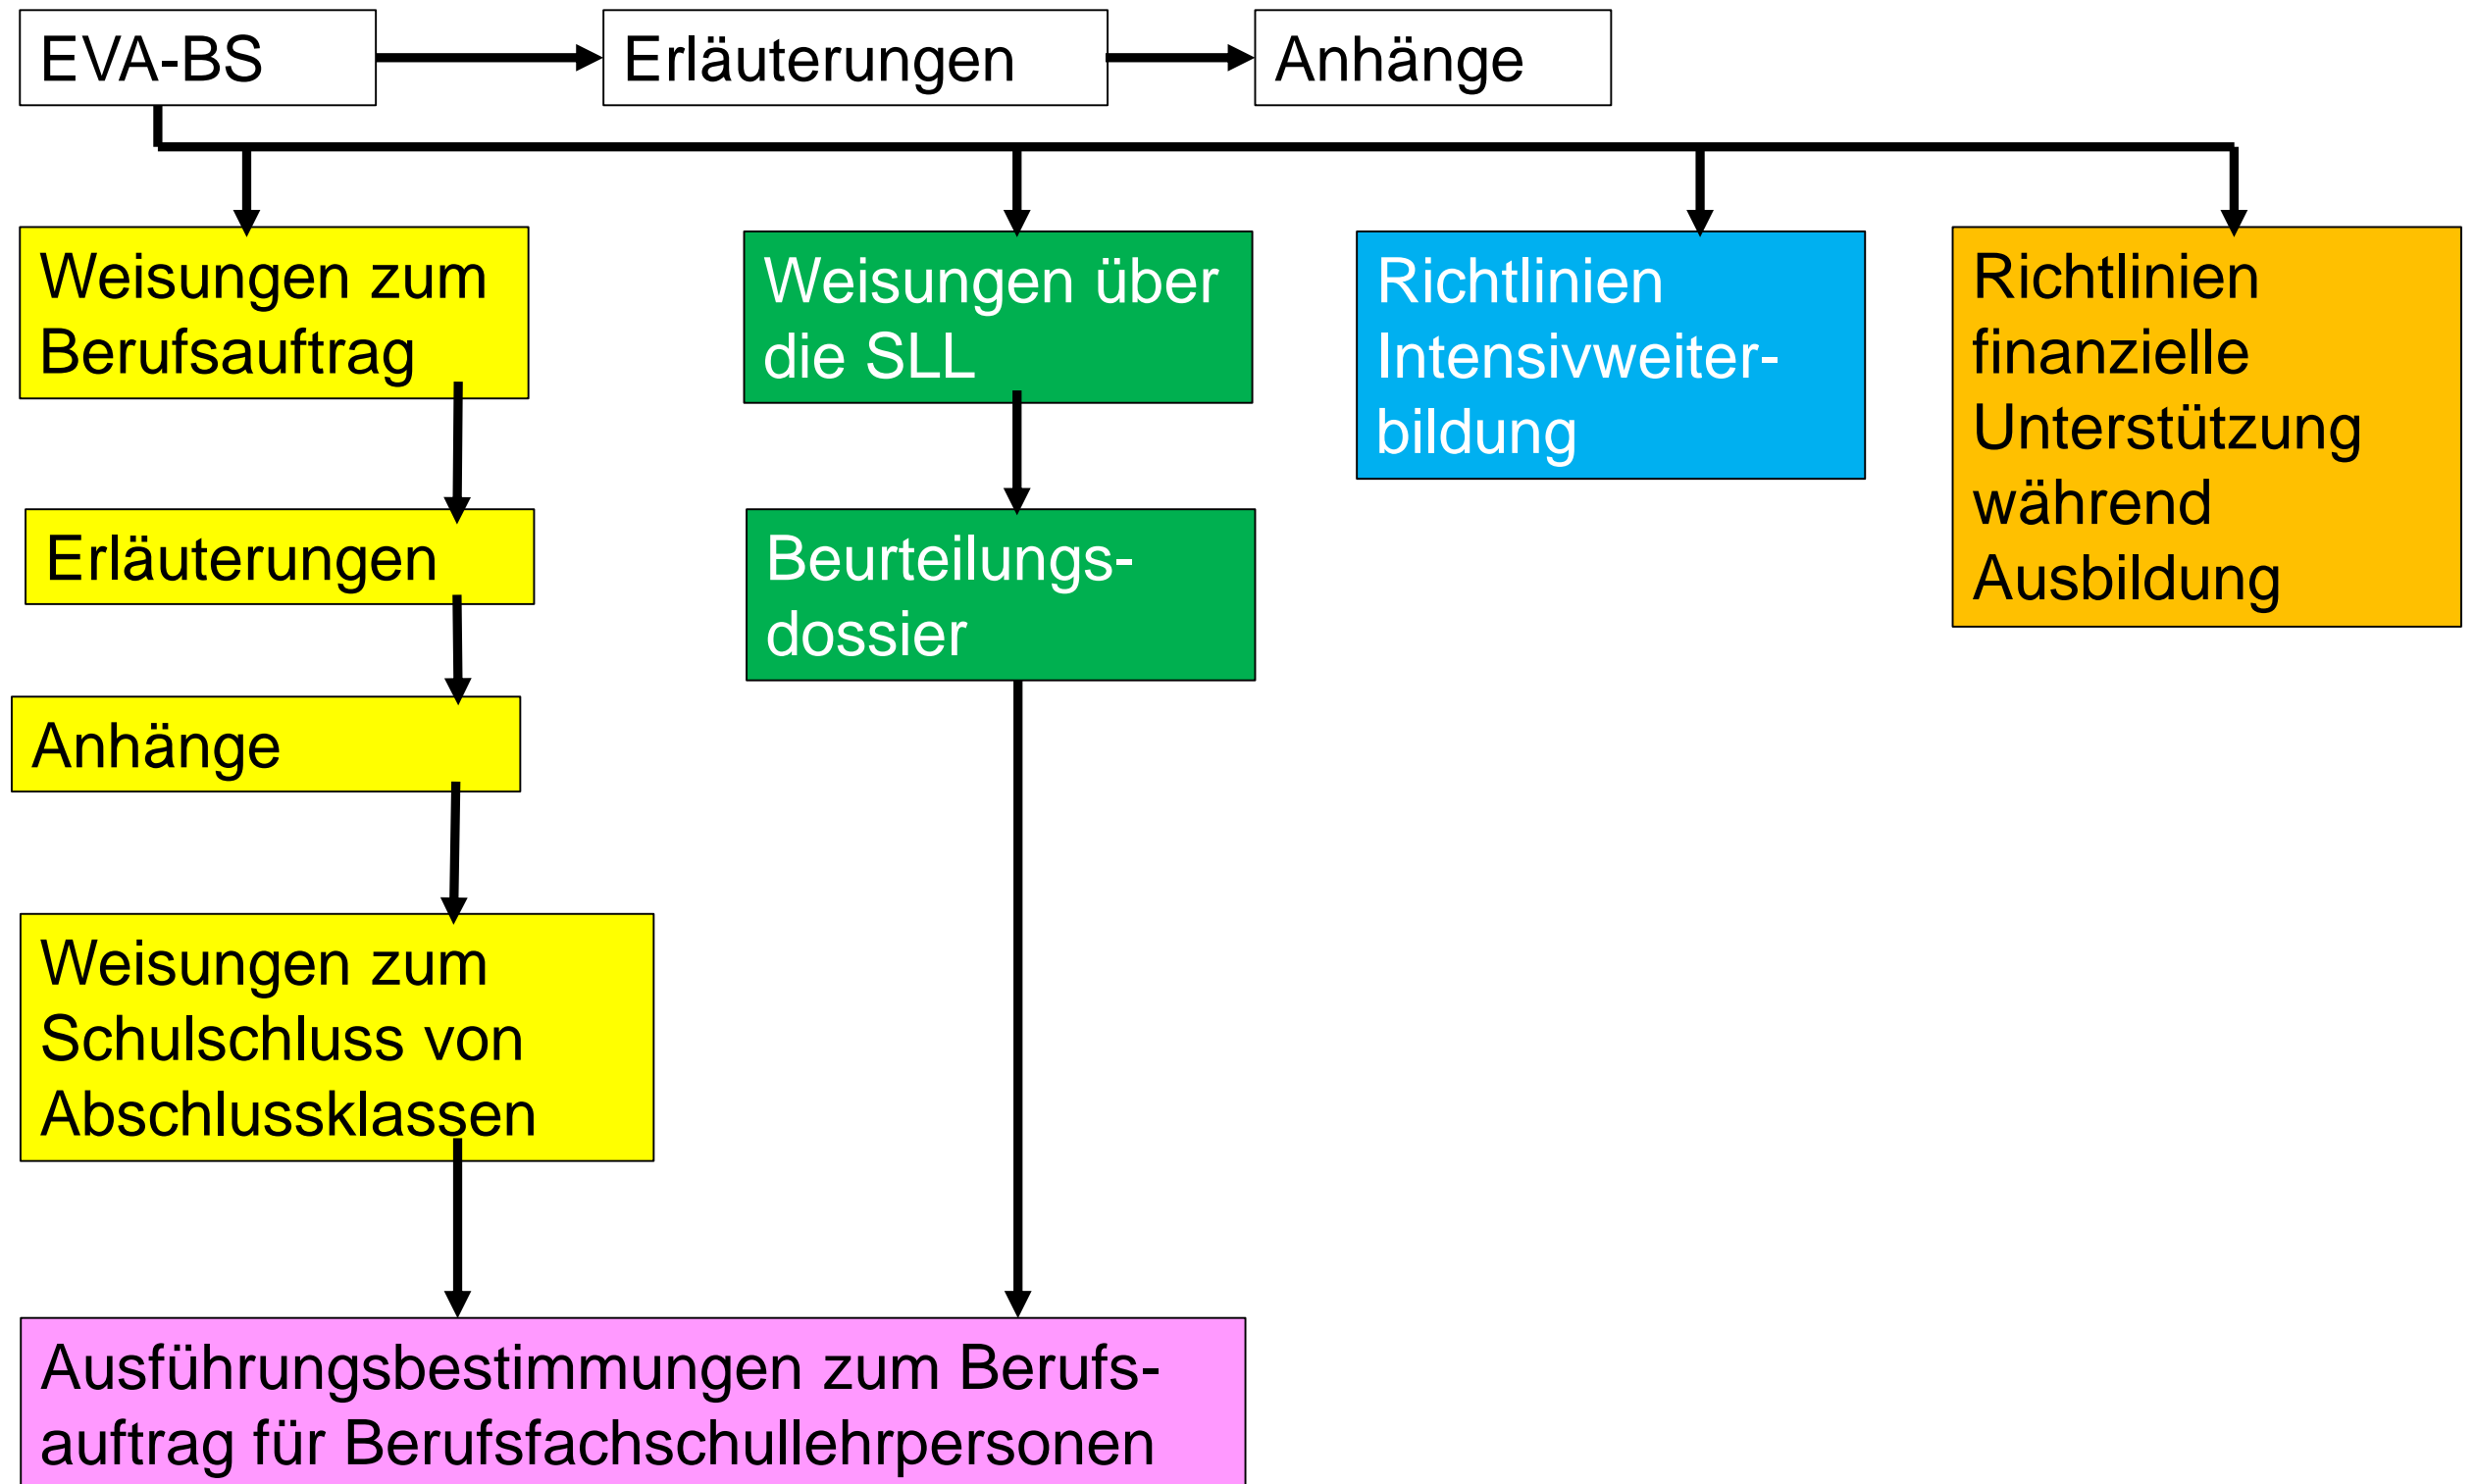 EVA-BS
Erläuterungen
Anhänge
Weisungen zum
Berufsauftrag
Erläuterungen
Anhänge
Weisungen zum
Schulschluss von
Abschlussklassen
Weisungen über
die SLL
Beurteilungs-
dossier
Richtlinien
Intensivweiter-
bildung
Richtlinien
finanzielle
Unterstützung
während
Ausbildung
Ausführungsbestimmungen zum Berufs-
auftrag für Berufsfachschullehrpersonen